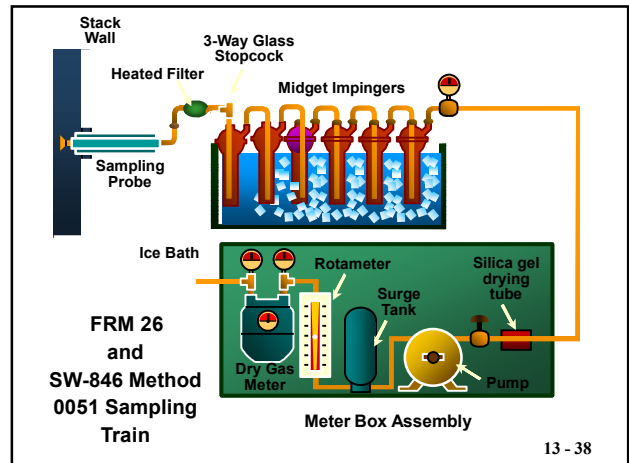 Stack
Wall
3-Way Glass
Stopcock
Heated Filter
Midget Impingers
Sampling
Probe
Ice Bath
Rotameter
Silica gel
drying
tube
Surge
Tank
FRM 26
and
SW-846 Method
0051 Sampling
Train
Dry Gas
Meter
Pump
Meter Box Assembly
13 - 38